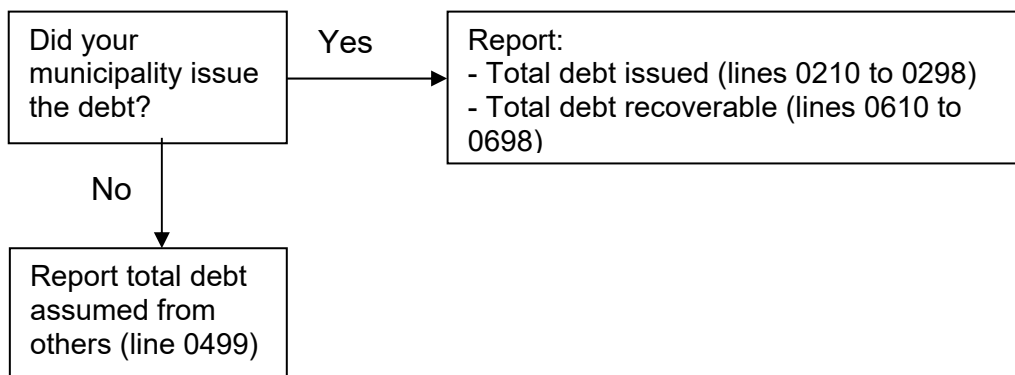 Did your
municipality issue
the debt?
Yes
Report:
- Total debt issued (lines 0210 to 0298)
- Total debt recoverable (lines 0610 to
0698)
No
Report total debt
assumed from
others (line 0499)